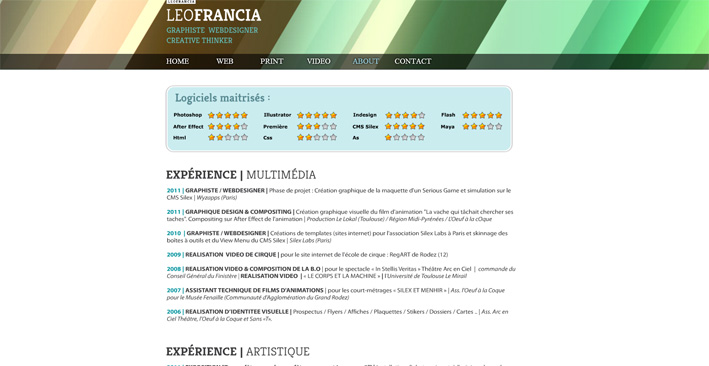 LEOFRANCIA
LEOFRANCIA
GRAPHISTE WEBDESIGNER
CREATIVE THINKER
HOME WEB PRINT VIDEO ABOUT CONTACT
Logiciels maitrisés :
Photoshop Illustrator Indesign Flash
After Effect Première CMS Silex Maya
Html Css As
EXPÉRIENCE | MULTIMÉDIA
2011 | GRAPHISTE / WEBDESIGNER | Phase de projet : Création graphique de la maquette d'un Serious Game et simulation sur le
CMS Silex | Wyzapps (Paris)
2011 | GRAPHIQUE DESIGN & COMPOSITING | Création graphique visuelle du film d'animation "La vache qui tâchait chercher ses
taches". Compositing sur After Effect de l'animation | Production Le Lokal (Toulouse) / Région Midi-Pyrénées / L'Oeuf à la cOque
2010 | GRAPHISTE / WEBDESIGNER | Créations de templates (sites internet) pour l'association Silex Labs à Paris et skinnage des
boîtes à outils et du View Menu du CMS Silex | Silex Labs (Paris)
2009 | REALISATION VIDEO DE CIRQUE | pour le site internet de l'école de cirque : RegART de Rodez (12)
2008 | REALISATION VIDEO & COMPOSITION DE LA B.O | pour le spectacle « In Stellis Veritas » Théâtre Arc en Ciel | commande du
Conseil Général du Finistère | REALISATION VIDEO | « LE CORPS ET LA MACHINE » | l'Université de Toulouse Le Mirail
2007 | ASSISTANT TECHNIQUE DE FILMS D'ANIMATIONS | pour les court-métrages « SILEX ET MENHIR » | Ass. l'Oeuf à la Coque
pour le Musée Fenaille (Communauté d'Agglomération du Grand Rodez)
2006 | REALISATION D'IDENTITEE VISUELLE | Prospectus / Flyers / Affiches / Plaquettes / Stikers / Dossiers / Cartes .. | Ass. Arc en
Ciel Théâtre, l'Oeuf à la Coque et Sans «T».
EXPÉRIENCE | ARTISTIQUE